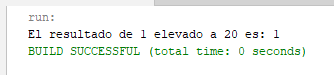 run:
El resultado de 1 elevado a 20 es: 1
BUILD SUCCESSFUL (total time: 0 seconds)